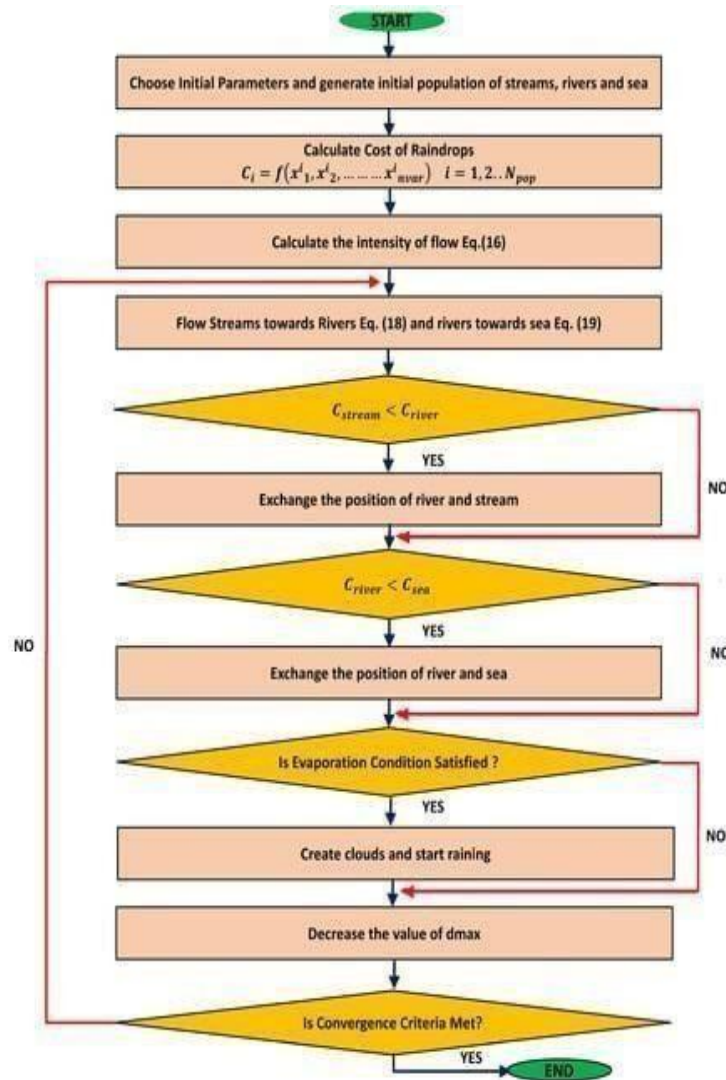 START
Choose Initial Parameters and generate initial population of streams, rivers and sea
Calculate Cost of Raindrops
C_i = f(x^i_1, x^i_2, ... ... ... x^i_nvar) i = 1, 2.. N_pop
Calculate the intensity of flow Eq.(16)
Flow Streams towards Rivers Eq. (18) and rivers towards sea Eq. (19)
C_stream < C_river
YES
NO
Exchange the position of river and stream
C_river < C_sea
YES
NO
NO
Exchange the position of river and sea
Is Evaporation Condition Satisfied ?
YES
NO
Create clouds and start raining
Decrease the value of dmax
Is Convergence Criteria Met?
YES
END